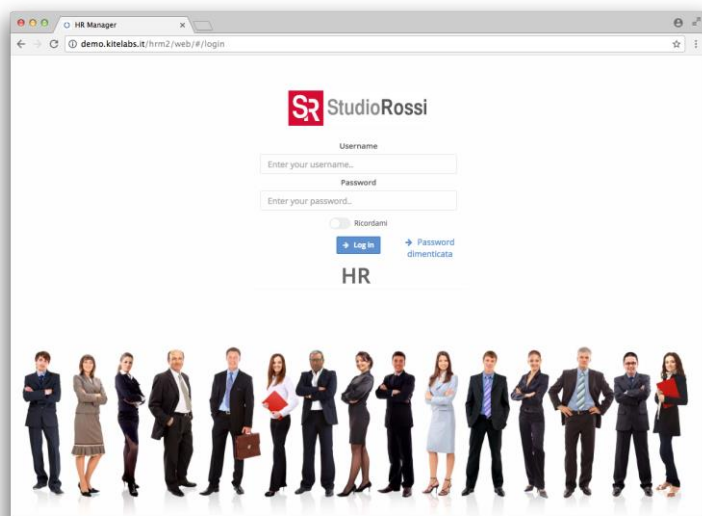 HR Manager
demo.kitelabs.it/hrm2/web/#/login
SR StudioRossi
Username
Enter your username..
Password
Enter your password..
Ricordami
Log in
Password
dimenticata
HR